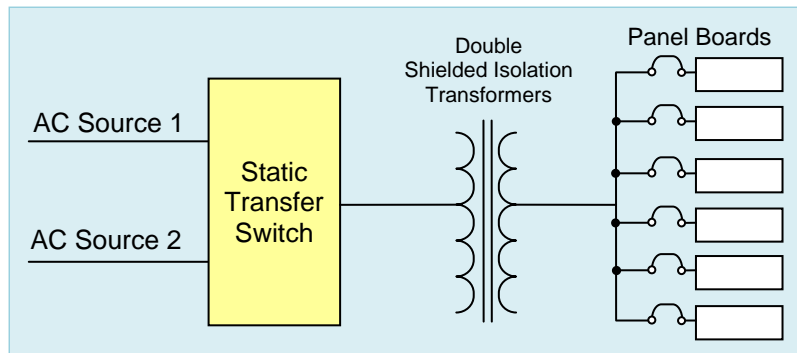 AC Source 1
AC Source 2
Static
Transfer
Switch
Double
Shielded Isolation
Transformers
Panel Boards